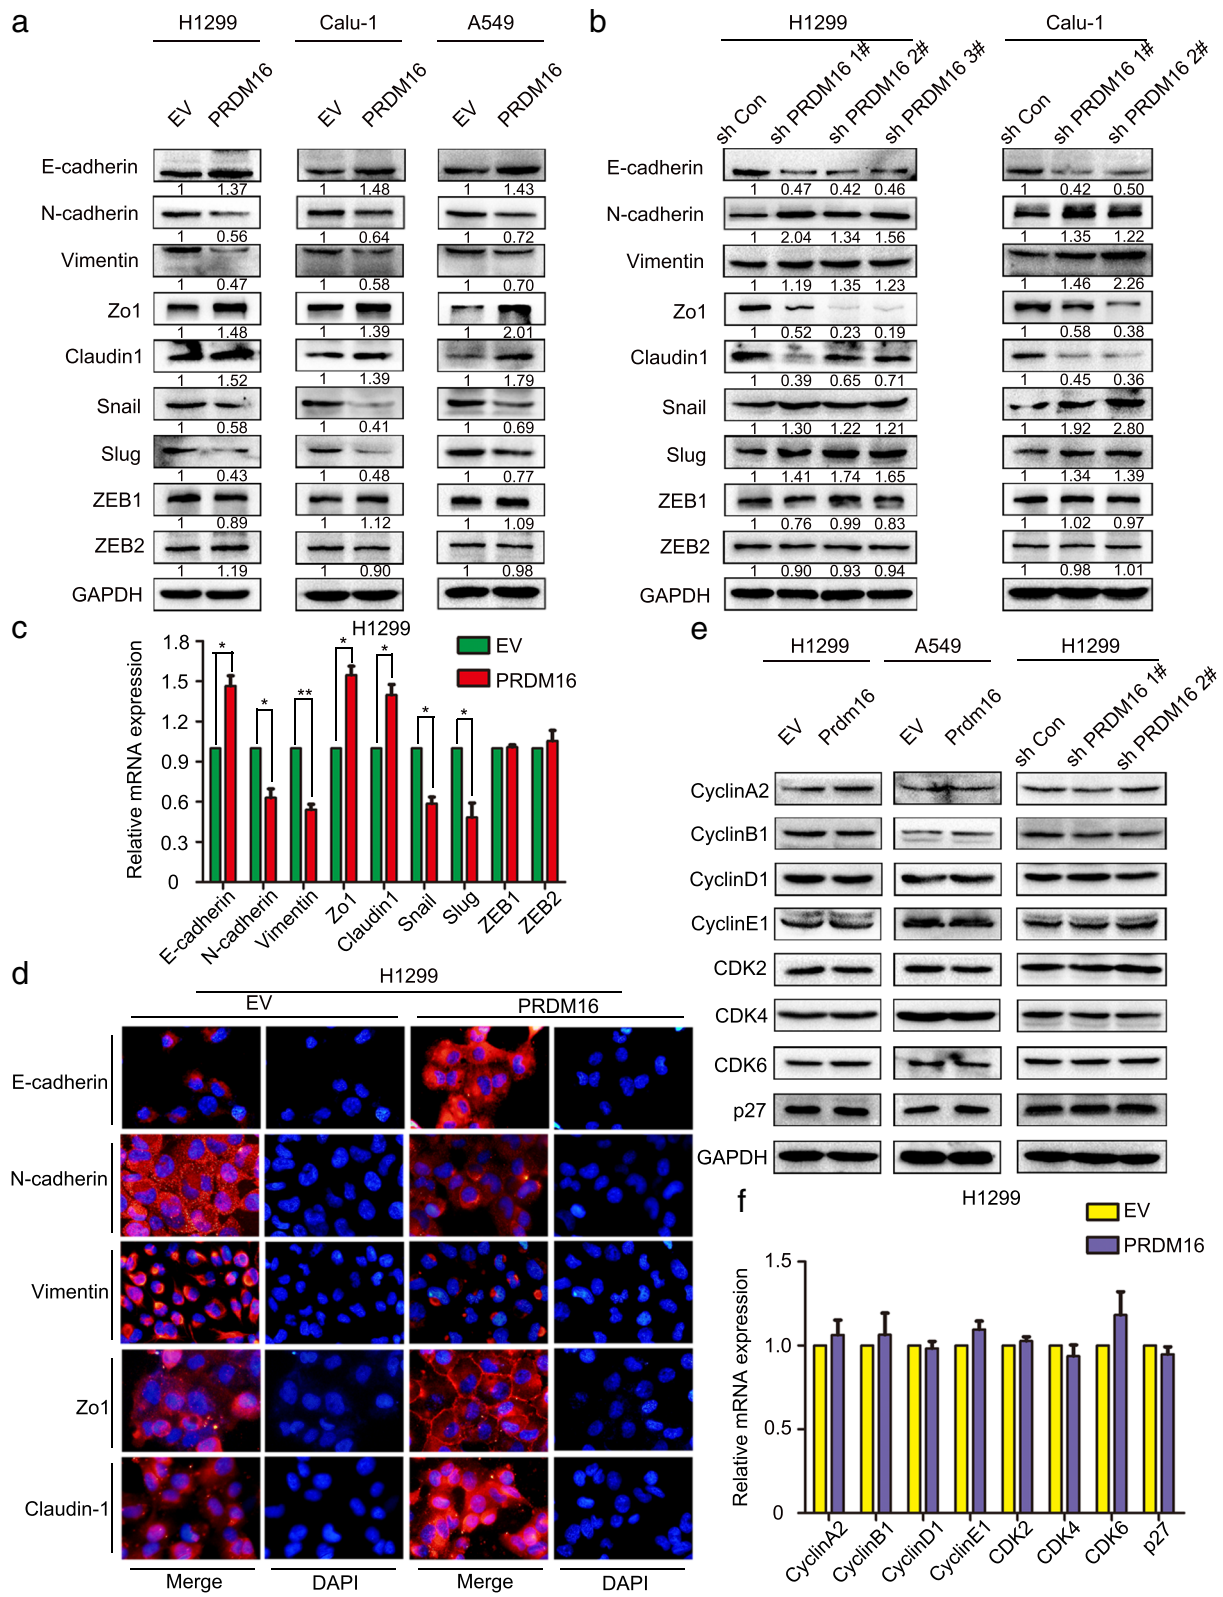 a
H1299 Calu-1 A549
EV PRDM16 EV PRDM16 EV PRDM16
E-cadherin
1 1.37 1 1.48 1 1.43
N-cadherin
1 0.56 1 0.64 1 0.72
Vimentin
1 0.47 1 0.58 1 0.70
Zo1
1 1.48 1 1.39 1 2.01
Claudin1
1 1.52 1 1.39 1 1.79
Snail
1 0.58 1 0.41 1 0.69
Slug
1 0.43 1 0.48 1 0.77
ZEB1
1 0.89 1 1.12 1 1.09
ZEB2
1 1.19 1 0.90 1 0.98
GAPDH
b
H1299 Calu-1
sh Con sh PRDM16 1# sh PRDM16 2# sh PRDM16 3# sh Con sh PRDM16 1# sh PRDM16 2#
E-cadherin
1 0.47 0.42 0.46 1 0.42 0.50
N-cadherin
1 2.04 1.34 1.56 1 1.35 1.22
Vimentin
1 1.19 1.35 1.23 1 1.46 2.26
Zo1
1 0.52 0.23 0.19 1 0.58 0.38
Claudin1
1 0.39 0.65 0.71 1 0.45 0.36
Snail
1 1.30 1.22 1.21 1 1.92 2.80
Slug
1 1.41 1.74 1.65 1 1.34 1.39
ZEB1
1 0.76 0.99 0.83 1 1.02 0.97
ZEB2
1 0.90 0.93 0.94 1 0.98 1.01
GAPDH
c
H1299
EV
PRDM16
Relative mRNA expression
1.8
1.5
1.2
0.9
0.6
0.3
0
* * ** * * * *
E-cadherin N-cadherin Vimentin Zo1 Claudin1 Snail Slug ZEB1 ZEB2
d
H1299
EV PRDM16
E-cadherin
N-cadherin
Vimentin
Zo1
Claudin-1
Merge DAPI Merge DAPI
e
H1299 A549 H1299
EV Prdm16 EV Prdm16 sh Con sh PRDM16 1# sh PRDM16 2#
CyclinA2
CyclinB1
CyclinD1
CyclinE1
CDK2
CDK4
CDK6
p27
GAPDH
f
H1299
EV
PRDM16
Relative mRNA expression
1.5
1.0
0.5
0
CyclinA2 CyclinB1 CyclinD1 CyclinE1 CDK2 CDK4 CDK6 p27